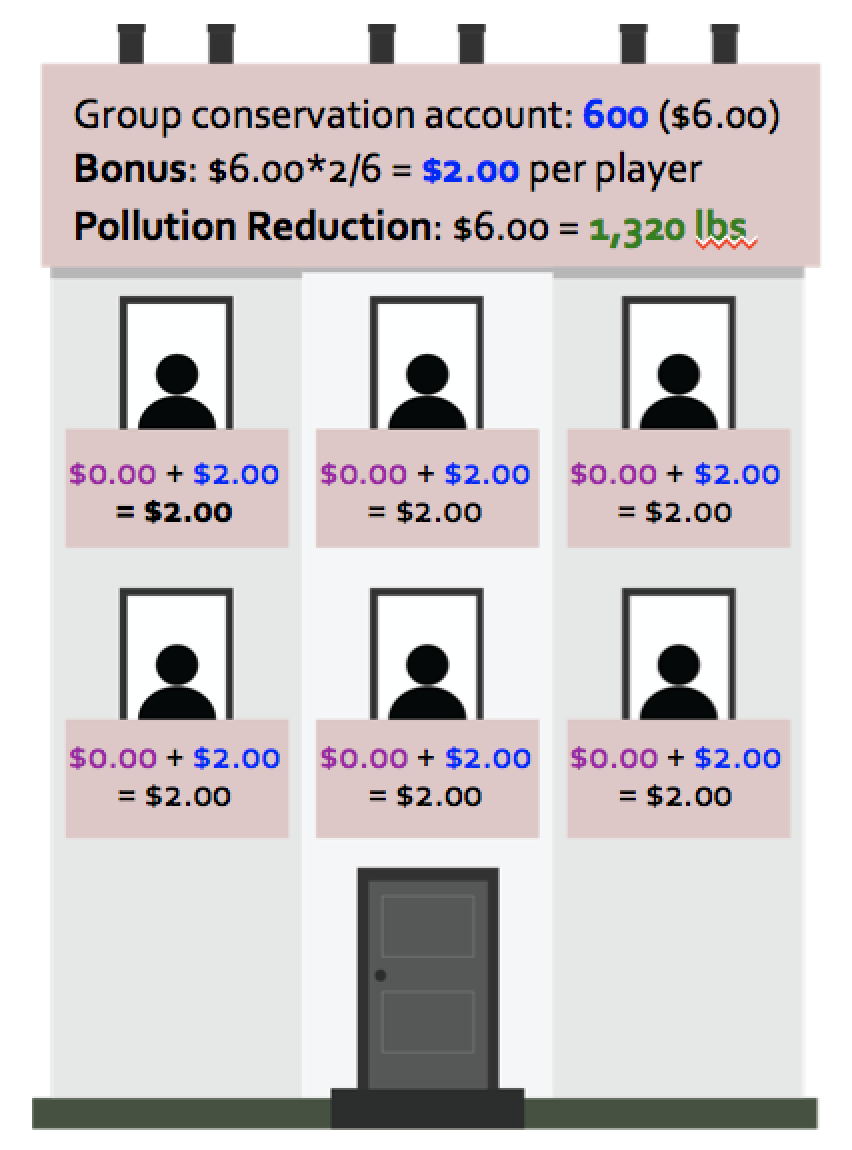 Group conservation account: 600 ($6.00)
Bonus: $6.00*2/6 = $2.00 per player
Pollution Reduction: $6.00 = 1,320 lbs
$0.00 + $2.00
= $2.00
$0.00 + $2.00
= $2.00
$0.00 + $2.00
= $2.00
$0.00 + $2.00
= $2.00
$0.00 + $2.00
= $2.00
$0.00 + $2.00
= $2.00